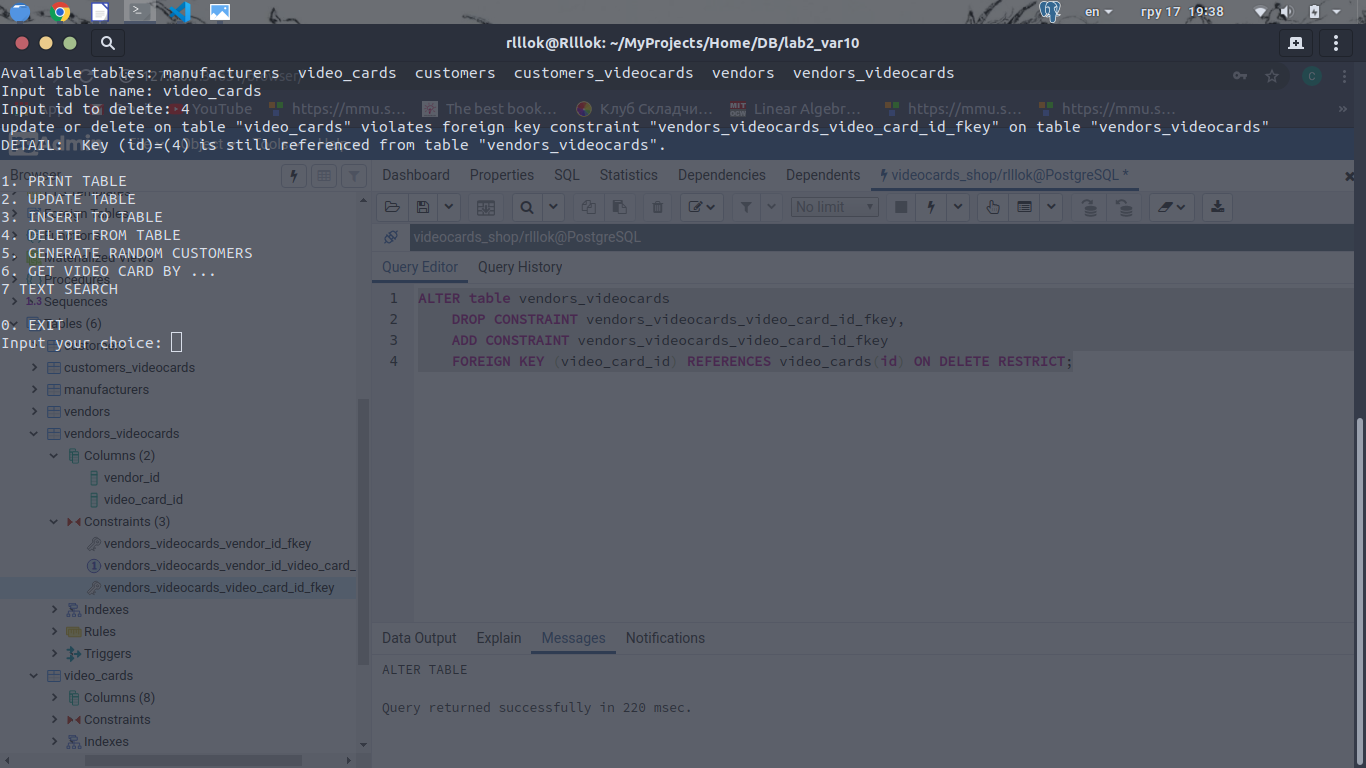 en
гру 17 19:38
rlllok@Rlllok: ~/MyProjects/Home/DB/lab2_var10
Available tables: manufacturers video_cards customers customers_videocards vendors vendors_videocards
Input table name: video_cards
Input id to delete: 4
YouTube
https://mmu.s...
The best book...
Клуб Складчи...
Linear Algebr...
https://mmu.s...
https://mmu.s...
update or delete on table "video_cards" violates foreign key constraint "vendors_videocards_video_card_id_fkey" on table "vendors_videocards"
DETAIL: Key (id)=(4) is still referenced from table "vendors_videocards".
1. PRINT TABLE
2. UPDATE TABLE
3. INSERT TO TABLE
4. DELETE FROM TABLE
5. GENERATE RANDOM CUSTOMERS
6. GET VIDEO CARD BY ...
7 TEXT SEARCH
0. EXIT
Input your choice:
Browser
Procedures
1..3 Sequences
Tables (6)
customers_videocards
manufacturers
vendors
vendors_videocards
Columns (2)
vendor_id
video_card_id
Constraints (3)
vendors_videocards_vendor_id_fkey
vendors_videocards_vendor_id_video_card_
vendors_videocards_video_card_id_fkey
Indexes
Rules
Triggers
video_cards
Columns (8)
Constraints
Indexes
Dashboard Properties SQL Statistics Dependencies Dependents videocards_shop/rlllok@PostgreSQL *
No limit
videocards_shop/rlllok@PostgreSQL
Query Editor Query History
1 ALTER table vendors_videocards
2 DROP CONSTRAINT vendors_videocards_video_card_id_fkey,
3 ADD CONSTRAINT vendors_videocards_video_card_id_fkey
4 FOREIGN KEY (video_card_id) REFERENCES video_cards(id) ON DELETE RESTRICT;
Data Output Explain Messages Notifications
ALTER TABLE
Query returned successfully in 220 msec.